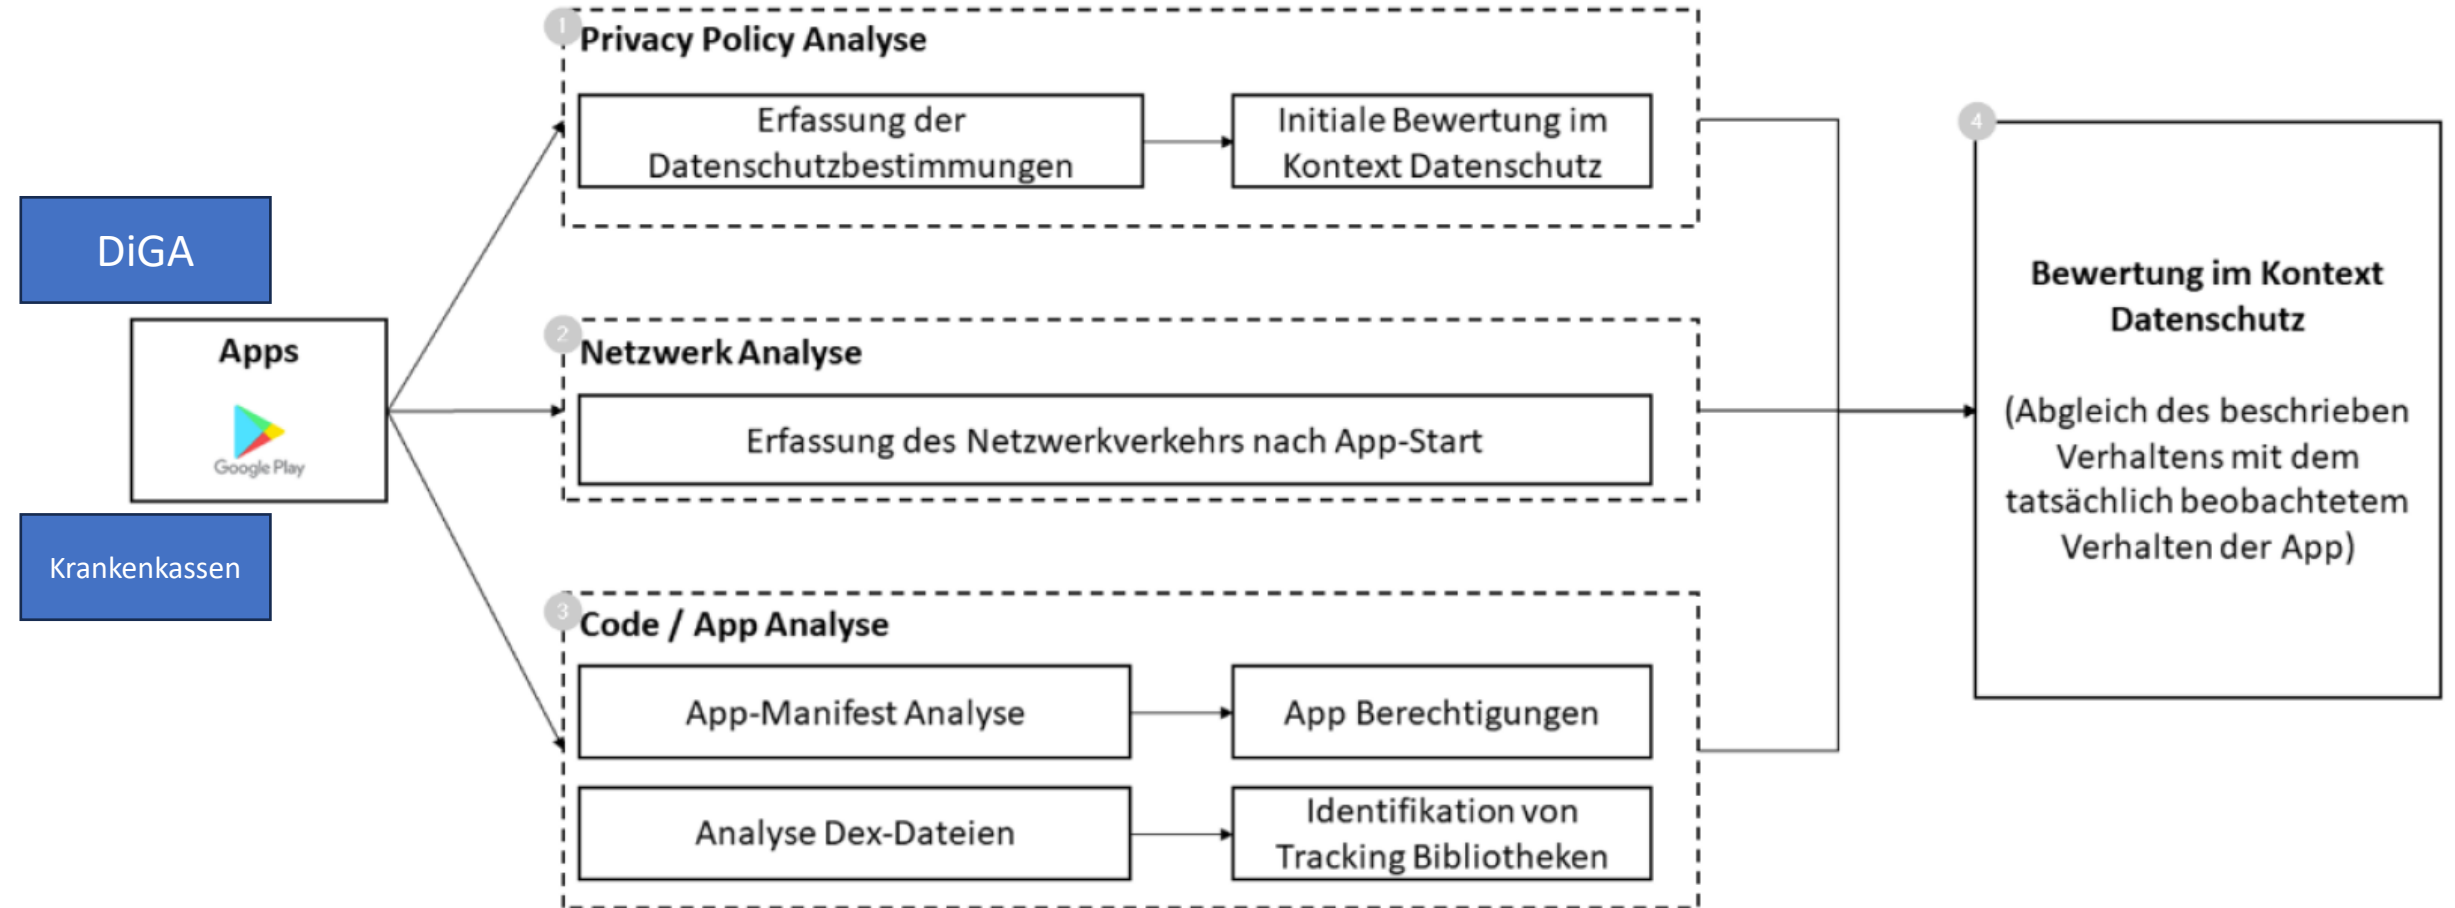 DiGA
Apps
Google Play
Krankenkassen
1
Privacy Policy Analyse
Erfassung der
Datenschutzbestimmungen
Initiale Bewertung im
Kontext Datenschutz
2
Netzwerk Analyse
Erfassung des Netzwerkverkehrs nach App-Start
3
Code / App Analyse
App-Manifest Analyse
App Berechtigungen
Analyse Dex-Dateien
Identifikation von
Tracking Bibliotheken
4
Bewertung im Kontext
Datenschutz
(Abgleich des beschrieben
Verhaltens mit dem
tatsächlich beobachtetem
Verhalten der App)